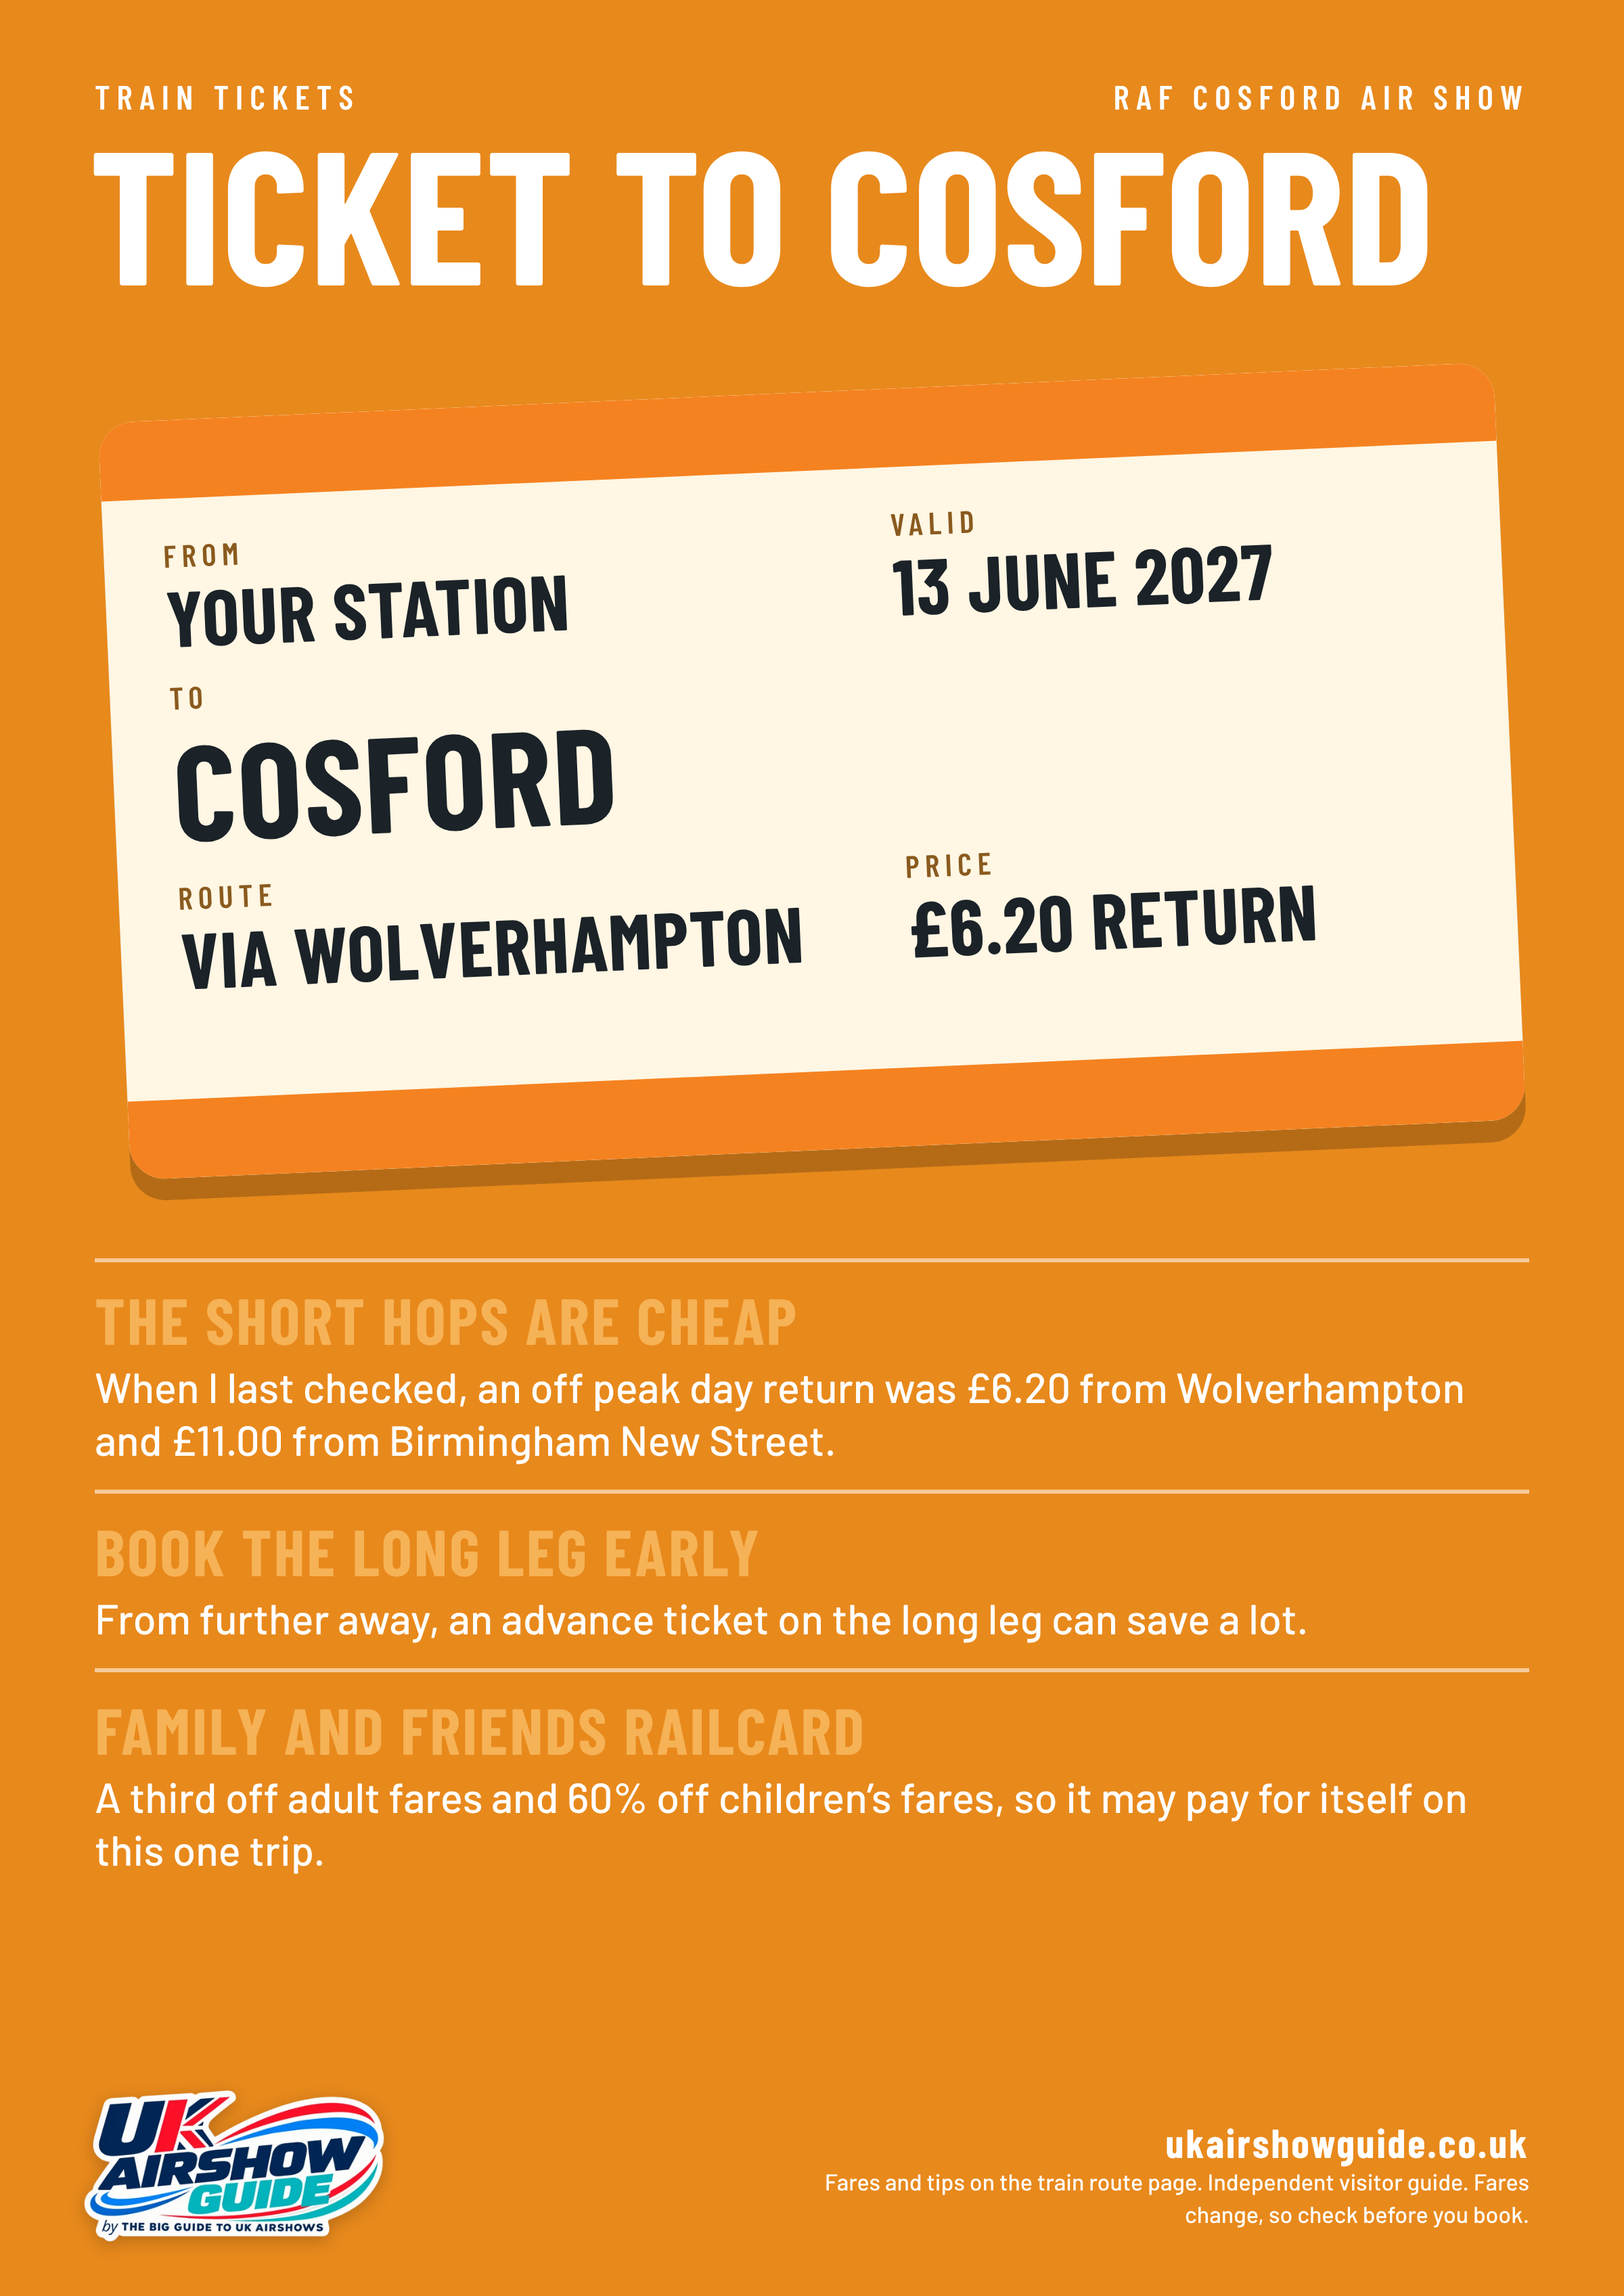 TRAIN TICKETS
RAF COSFORD AIR SHOW
TICKET TO COSFORD
FROM
YOUR STATION
VALID
13 JUNE 2027
TO
COSFORD
ROUTE
VIA WOLVERHAMPTON
PRICE
£6.20 RETURN
THE SHORT HOPS ARE CHEAP
When I last checked, an off peak day return was £6.20 from Wolverhampton
and £11.00 from Birmingham New Street.
BOOK THE LONG LEG EARLY
From further away, an advance ticket on the long leg can save a lot.
FAMILY AND FRIENDS RAILCARD
A third off adult fares and 60% off children’s fares, so it may pay for itself on
this one trip.
UK
AIRSHOW
GUIDE
by THE BIG GUIDE TO UK AIRSHOWS
ukairshowguide.co.uk
Fares and tips on the train route page. Independent visitor guide. Fares
change, so check before you book.